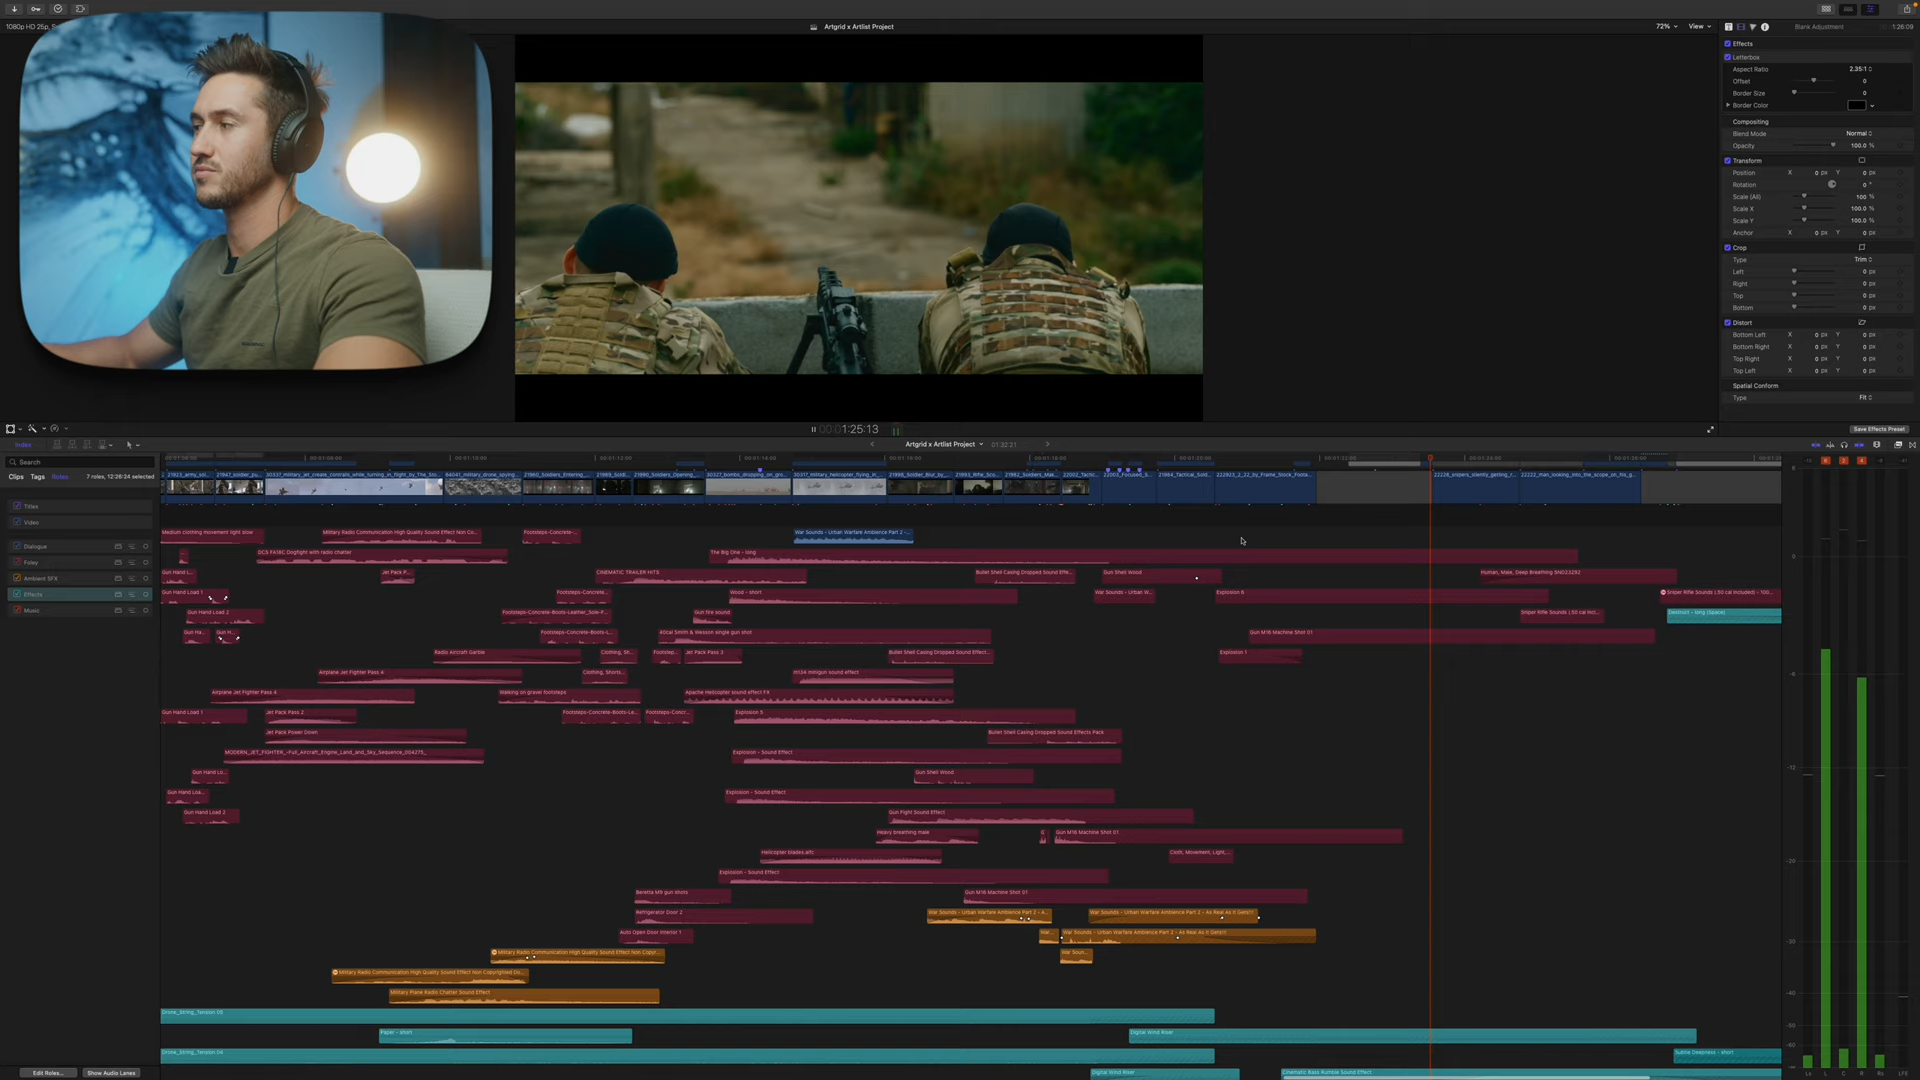 1080p HD 25p, S
Artgrid x Artlist Project
72%
View
Blank Adjustment
1:26:09
Effects
Letterbox
Aspect Ratio 2.35:1
Offset 0
Border Size 0
Border Color
Compositing
Blend Mode Normal
Opacity 100.0 %
Transform
Position X 0 px Y 0 px
Rotation 0 °
Scale (All) 100 %
Scale X 100.0 %
Scale Y 100.0 %
Anchor X 0 px Y 0 px
Crop
Type Trim
Left 0 px
Right 0 px
Top 0 px
Bottom 0 px
Distort
Bottom Left X 0 px Y 0 px
Bottom Right X 0 px Y 0 px
Top Right X 0 px Y 0 px
Top Left X 0 px Y 0 px
Spatial Conform
Type Fit
00:01:25:13
Save Effects Preset
Index
Artgrid x Artlist Project
01:32:21
Search
Clips Tags Roles 7 roles, 12:26:24 selected
Titles
Video
Dialogue
Foley
Ambient SFX
Effects
Music
Medium clothing movement light slow
Military Radio Communication High Quality Sound Effect Non Co...
Footsteps-Concrete-...
War Sounds - Urban Warfare Ambience Part 2 -...
DCS FA18C Dogfight with radio chatter
The Big One - long
Gun Hand L...
Jet Pack P...
CINEMATIC TRAILER HITS
Bullet Shell Casing Dropped Sound Effe...
Gun Shell Wood
Human, Male, Deep Breathing SND23292
Gun Hand Load 1
Footsteps-Concrete...
Wood - short
War Sounds - Urban W...
Explosion 6
Sniper Rifle Sounds (.50 cal Included) - 100...
Gun Hand Load 2
Footsteps-Concrete-Boots-Leather_Sole-F...
Gun fire sound
Sniper Rifle Sounds (.50 cal Incl...
Destruct - long (Space)
Gun Ha...
Gun H...
Footsteps-Concrete-Boots-L...
40cal Smith & Wesson single gun shot
Gun M16 Machine Shot 01
Radio Aircraft Garble
Clothing, Sh...
Footstep...
Jet Pack Pass 3
Bullet Shell Casing Dropped Sound Effect...
Explosion 1
Airplane Jet Fighter Pass 4
Clothing, Shorts...
m134 minigun sound effect
Airplane Jet Fighter Pass 4
Walking on gravel footsteps
Apache Helicopter sound effect FX
Gun Hand Load 1
Jet Pack Pass 2
Footsteps-Concrete-Boots-Le...
Footsteps-Concr...
Explosion 5
Jet Pack Power Down
Bullet Shell Casing Dropped Sound Effects Pack
MODERN_JET_FIGHTER_-Full_Aircraft_Engine_Land_and_Sky_Sequence_004275_
Explosion - Sound Effect
Gun Hand Lo...
Gun Shell Wood
Gun Hand Loa...
Explosion - Sound Effect
Gun Hand Load 2
Gun Fight Sound Effect
Heavy breathing male
Gun M16 Machine Shot 01
Helicopter blades.aifc
Cloth, Movement, Light,...
Explosion - Sound Effect
Beretta M9 gun shots
Gun M16 Machine Shot 01
Refrigerator Door 2
War Sounds - Urban Warfare Ambience Part 2 - A...
War Sounds - Urban Warfare Ambience Part 2 - As Real As It Gets!!!
Auto Open Door Interior 1
War...
War Sounds - Urban Warfare Ambience Part 2 - As Real As It Gets!!!
Military Radio Communication High Quality Sound Effect Non Copyr...
War Soun...
Military Radio Communication High Quality Sound Effect Non Copyrighted Do...
Military Plane Radio Chatter Sound Effect
Drone_String_Tension 05
Paper - short
Digital Wind Riser
Drone_String_Tension 04
Sublria Deepness - short
Digital Wind Riser
Cinematic Bass Rumble Sound Effect
Edit Roles...
Show Audio Lanes
Ls L C R Rs LFE